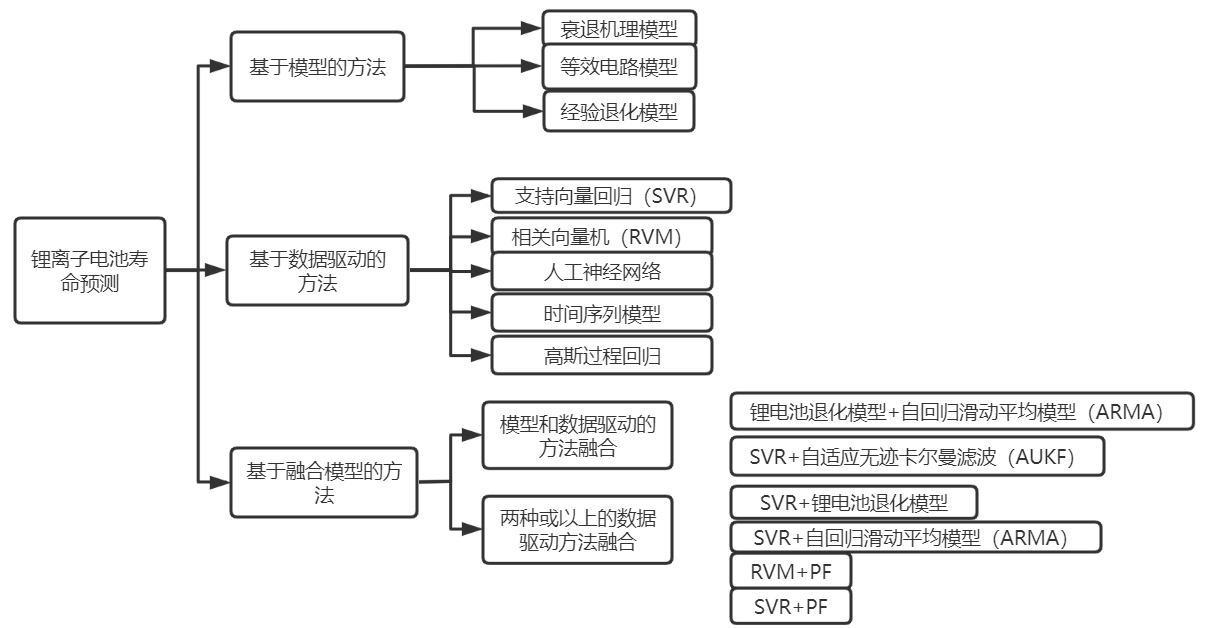 锂离子电池寿
命预测
基于模型的方法
衰退机理模型
等效电路模型
经验退化模型
基于数据驱动的
方法
支持向量回归（SVR）
相关向量机（RVM）
人工神经网络
时间序列模型
高斯过程回归
基于融合模型的方
法
模型和数据驱动的
方法融合
两种或以上的数据
驱动方法融合
锂电池退化模型+自回归滑动平均模型（ARMA）
SVR+自适应无迹卡尔曼滤波（AUKF）
SVR+锂电池退化模型
SVR+自回归滑动平均模型（ARMA）
RVM+PF
SVR+PF